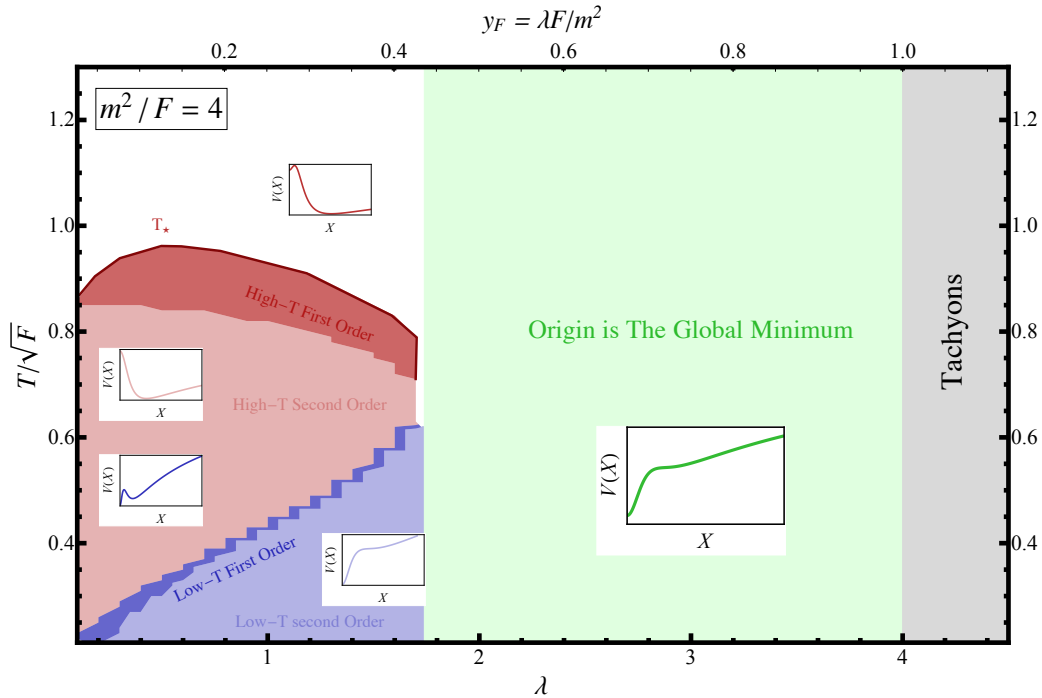 y_F = λF/m²
0.2 0.4 0.6 0.8 1.0
m² / F = 4
1.2 1.2
V(X)
X
T⋆
1.0 1.0
High−T First Order
Tachyons
T/√F
0.8 0.8
Origin is The Global Minimum
V(X)
X
High−T Second Order
0.6 0.6
V(X)
X
V(X)
X
0.4 0.4
Low−T First Order
V(X)
X
Low−T second Order
1 2 3 4
λ